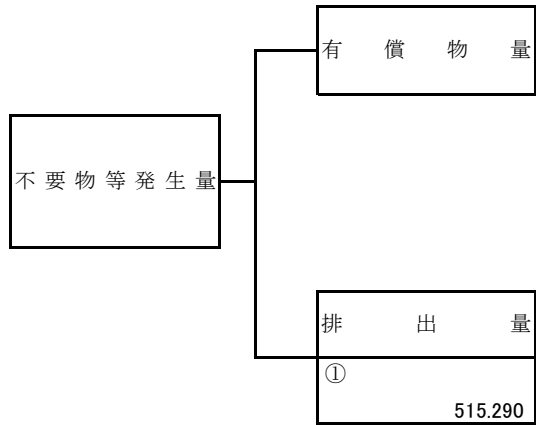 有償物量
不要物等発生量
排出量
①
515.290